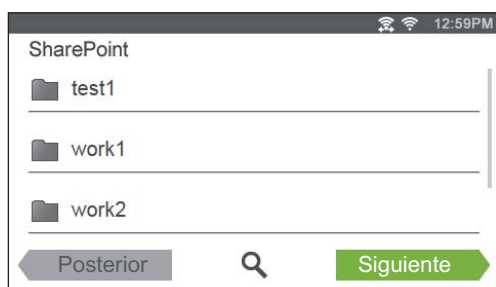 12:59PM
SharePoint
test1
work1
work2
Posterior
Siguiente